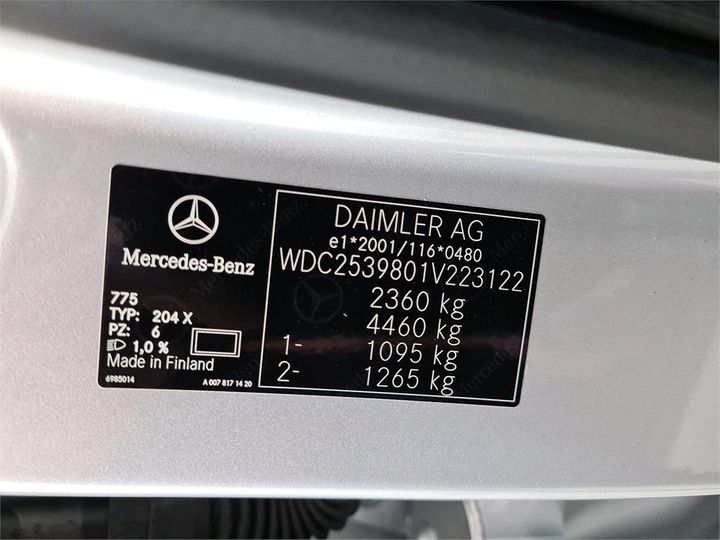 Mercedes-Benz
775
TYP: 204 X
PZ: 6
1,0 %
Made in Finland
6985014
A 007 817 14 20
DAIMLER AG
e1*2001/116*0480
WDC2539801V223122
2360 kg
4460 kg
1- 1095 kg
2- 1265 kg